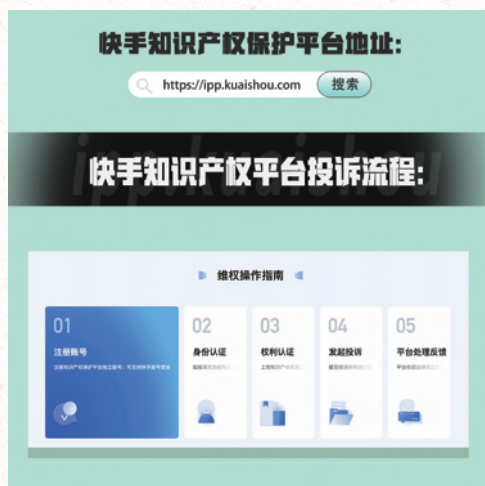 快手知识产权保护平台地址:
https://ipp.kuaishou.com 搜索
ipp.kuaishou
快手知识产权平台投诉流程:
维权操作指南
01 02 03 04 05
注册账号 身份认证 权利认证 发起投诉 平台处理反馈